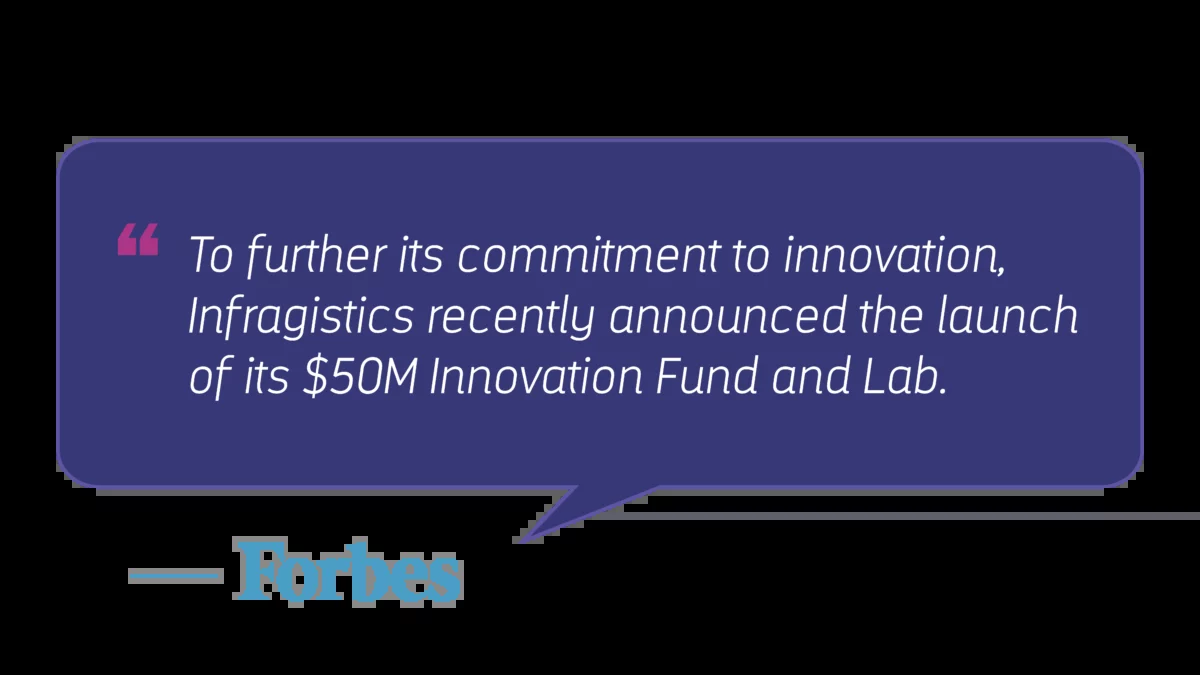 ❝ To further its commitment to innovation,
Infragistics recently announced the launch
of its $50M Innovation Fund and Lab.
— Forbes